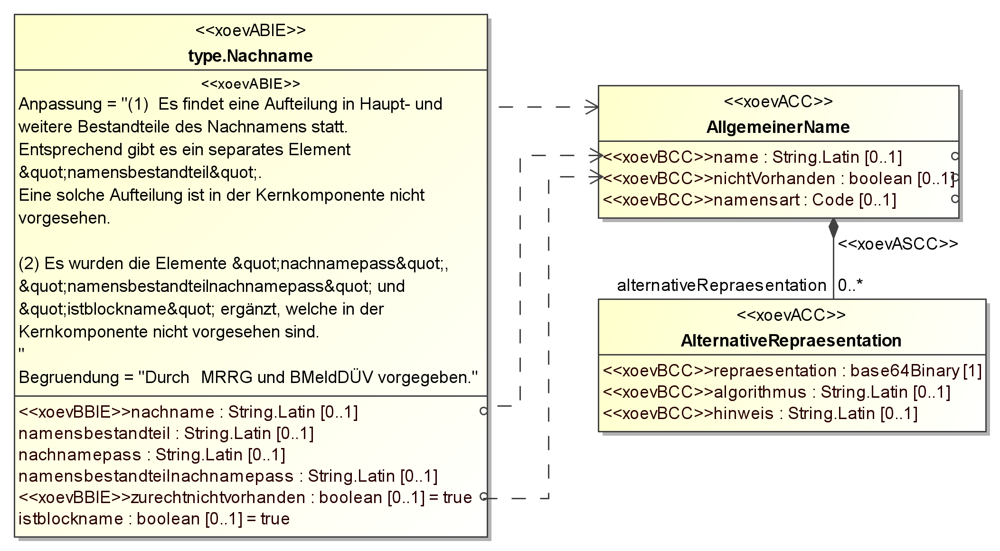 <<xoevABIE>>
type.Nachname
<<xoevABIE>>
Anpassung = "(1)  Es findet eine Aufteilung in Haupt- und
weitere Bestandteile des Nachnamens statt.
Entsprechend gibt es ein separates Element
&quot;namensbestandteil&quot;.
Eine solche Aufteilung ist in der Kernkomponente nicht
vorgesehen.
(2) Es wurden die Elemente &quot;nachnamepass&quot;,
&quot;namensbestandteilnachnamepass&quot; und
&quot;istblockname&quot; ergänzt, welche in der
Kernkomponente nicht vorgesehen sind.
"
Begruendung = "Durch  MRRG und BMeldDÜV vorgegeben."
<<xoevBBIE>>nachname : String.Latin [0..1]
namensbestandteil : String.Latin [0..1]
nachnamepass : String.Latin [0..1]
namensbestandteilnachnamepass : String.Latin [0..1]
<<xoevBBIE>>zurechtnichtvorhanden : boolean [0..1] = true
istblockname : boolean [0..1] = true
<<xoevACC>>
AllgemeinerName
<<xoevBCC>>name : String.Latin [0..1]
<<xoevBCC>>nichtVorhanden : boolean [0..1]
<<xoevBCC>>namensart : Code [0..1]
<<xoevASCC>>
alternativeRepraesentation 0..*
<<xoevACC>>
AlternativeRepraesentation
<<xoevBCC>>repraesentation : base64Binary [1]
<<xoevBCC>>algorithmus : String.Latin [0..1]
<<xoevBCC>>hinweis : String.Latin [0..1]